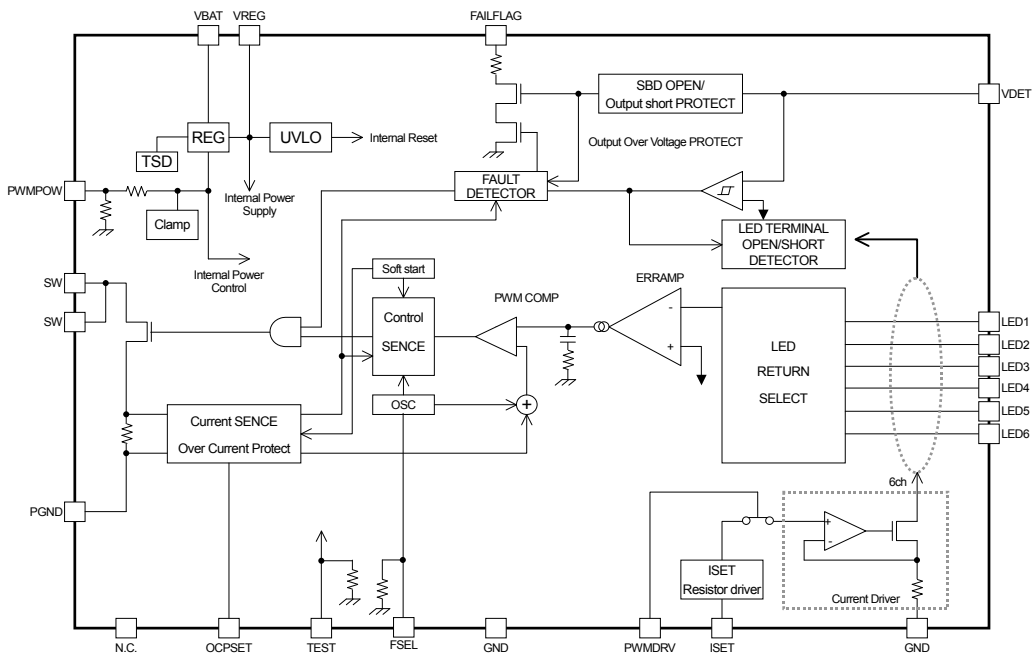 VBAT
VREG
FAILFLAG
SBD OPEN/
Output short PROTECT
VDET
REG
UVLO
Internal Reset
Output Over Voltage PROTECT
TSD
FAULT
DETECTOR
PWMPOW
Internal Power
Supply
Clamp
LED TERMINAL
OPEN/SHORT
DETECTOR
Internal Power
Control
Soft start
SW
SW
Control
SENCE
PWM COMP
ERRAMP
-
+
LED
RETURN
SELECT
LED1
LED2
LED3
LED4
LED5
LED6
OSC
+
Current SENCE
Over Current Protect
6ch
PGND
+
-
ISET
Resistor driver
Current Driver
N.C.
OCPSET
TEST
FSEL
GND
PWMDRV
ISET
GND